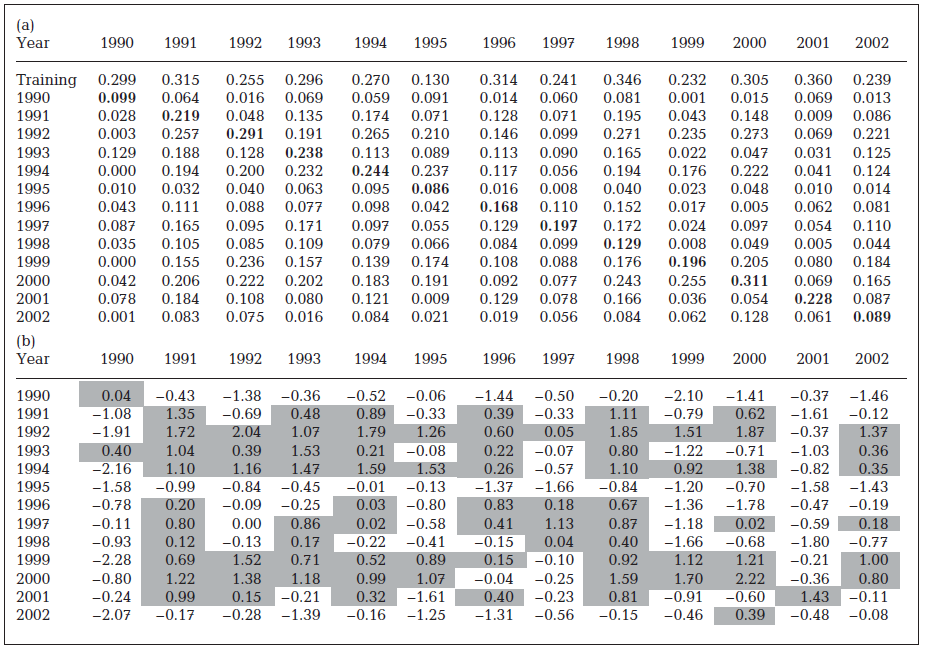 (a)
Year 1990 1991 1992 1993 1994 1995 1996 1997 1998 1999 2000 2001 2002
Training 0.299 0.315 0.255 0.296 0.270 0.130 0.314 0.241 0.346 0.232 0.305 0.360 0.239
1990 0.099 0.064 0.016 0.069 0.059 0.091 0.014 0.060 0.081 0.001 0.015 0.069 0.013
1991 0.028 0.219 0.048 0.135 0.174 0.071 0.128 0.071 0.195 0.043 0.148 0.009 0.086
1992 0.003 0.257 0.291 0.191 0.265 0.210 0.146 0.099 0.271 0.235 0.273 0.069 0.221
1993 0.129 0.188 0.128 0.238 0.113 0.089 0.113 0.090 0.165 0.022 0.047 0.031 0.125
1994 0.000 0.194 0.200 0.232 0.244 0.237 0.117 0.056 0.194 0.176 0.222 0.041 0.124
1995 0.010 0.032 0.040 0.063 0.095 0.086 0.016 0.008 0.040 0.023 0.048 0.010 0.014
1996 0.043 0.111 0.088 0.077 0.098 0.042 0.168 0.110 0.152 0.017 0.005 0.062 0.081
1997 0.087 0.165 0.095 0.171 0.097 0.055 0.129 0.197 0.172 0.024 0.097 0.054 0.110
1998 0.035 0.105 0.085 0.109 0.079 0.066 0.084 0.099 0.129 0.008 0.049 0.005 0.044
1999 0.000 0.155 0.236 0.157 0.139 0.174 0.108 0.088 0.176 0.196 0.205 0.080 0.184
2000 0.042 0.206 0.222 0.202 0.183 0.191 0.092 0.077 0.243 0.255 0.311 0.069 0.165
2001 0.078 0.184 0.108 0.080 0.121 0.009 0.129 0.078 0.166 0.036 0.054 0.228 0.087
2002 0.001 0.083 0.075 0.016 0.084 0.021 0.019 0.056 0.084 0.062 0.128 0.061 0.089
(b)
Year 1990 1991 1992 1993 1994 1995 1996 1997 1998 1999 2000 2001 2002
1990 0.04 −0.43 −1.38 −0.36 −0.52 −0.06 −1.44 −0.50 −0.20 −2.10 −1.41 −0.37 −1.46
1991 −1.08 1.35 −0.69 0.48 0.89 −0.33 0.39 −0.33 1.11 −0.79 0.62 −1.61 −0.12
1992 −1.91 1.72 2.04 1.07 1.79 1.26 0.60 0.05 1.85 1.51 1.87 −0.37 1.37
1993 0.40 1.04 0.39 1.53 0.21 −0.08 0.22 −0.07 0.80 −1.22 −0.71 −1.03 0.36
1994 −2.16 1.10 1.16 1.47 1.59 1.53 0.26 −0.57 1.10 0.92 1.38 −0.82 0.35
1995 −1.58 −0.99 −0.84 −0.45 −0.01 −0.13 −1.37 −1.66 −0.84 −1.20 −0.70 −1.58 −1.43
1996 −0.78 0.20 −0.09 −0.25 0.03 −0.80 0.83 0.18 0.67 −1.36 −1.78 −0.47 −0.19
1997 −0.11 0.80 0.00 0.86 0.02 −0.58 0.41 1.13 0.87 −1.18 0.02 −0.59 0.18
1998 −0.93 0.12 −0.13 0.17 −0.22 −0.41 −0.15 0.04 0.40 −1.66 −0.68 −1.80 −0.77
1999 −2.28 0.69 1.52 0.71 0.52 0.89 0.15 −0.10 0.92 1.12 1.21 −0.21 1.00
2000 −0.80 1.22 1.38 1.18 0.99 1.07 −0.04 −0.25 1.59 1.70 2.22 −0.36 0.80
2001 −0.24 0.99 0.15 −0.21 0.32 −1.61 0.40 −0.23 0.81 −0.91 −0.60 1.43 −0.11
2002 −2.07 −0.17 −0.28 −1.39 −0.16 −1.25 −1.31 −0.56 −0.15 −0.46 0.39 −0.48 −0.08